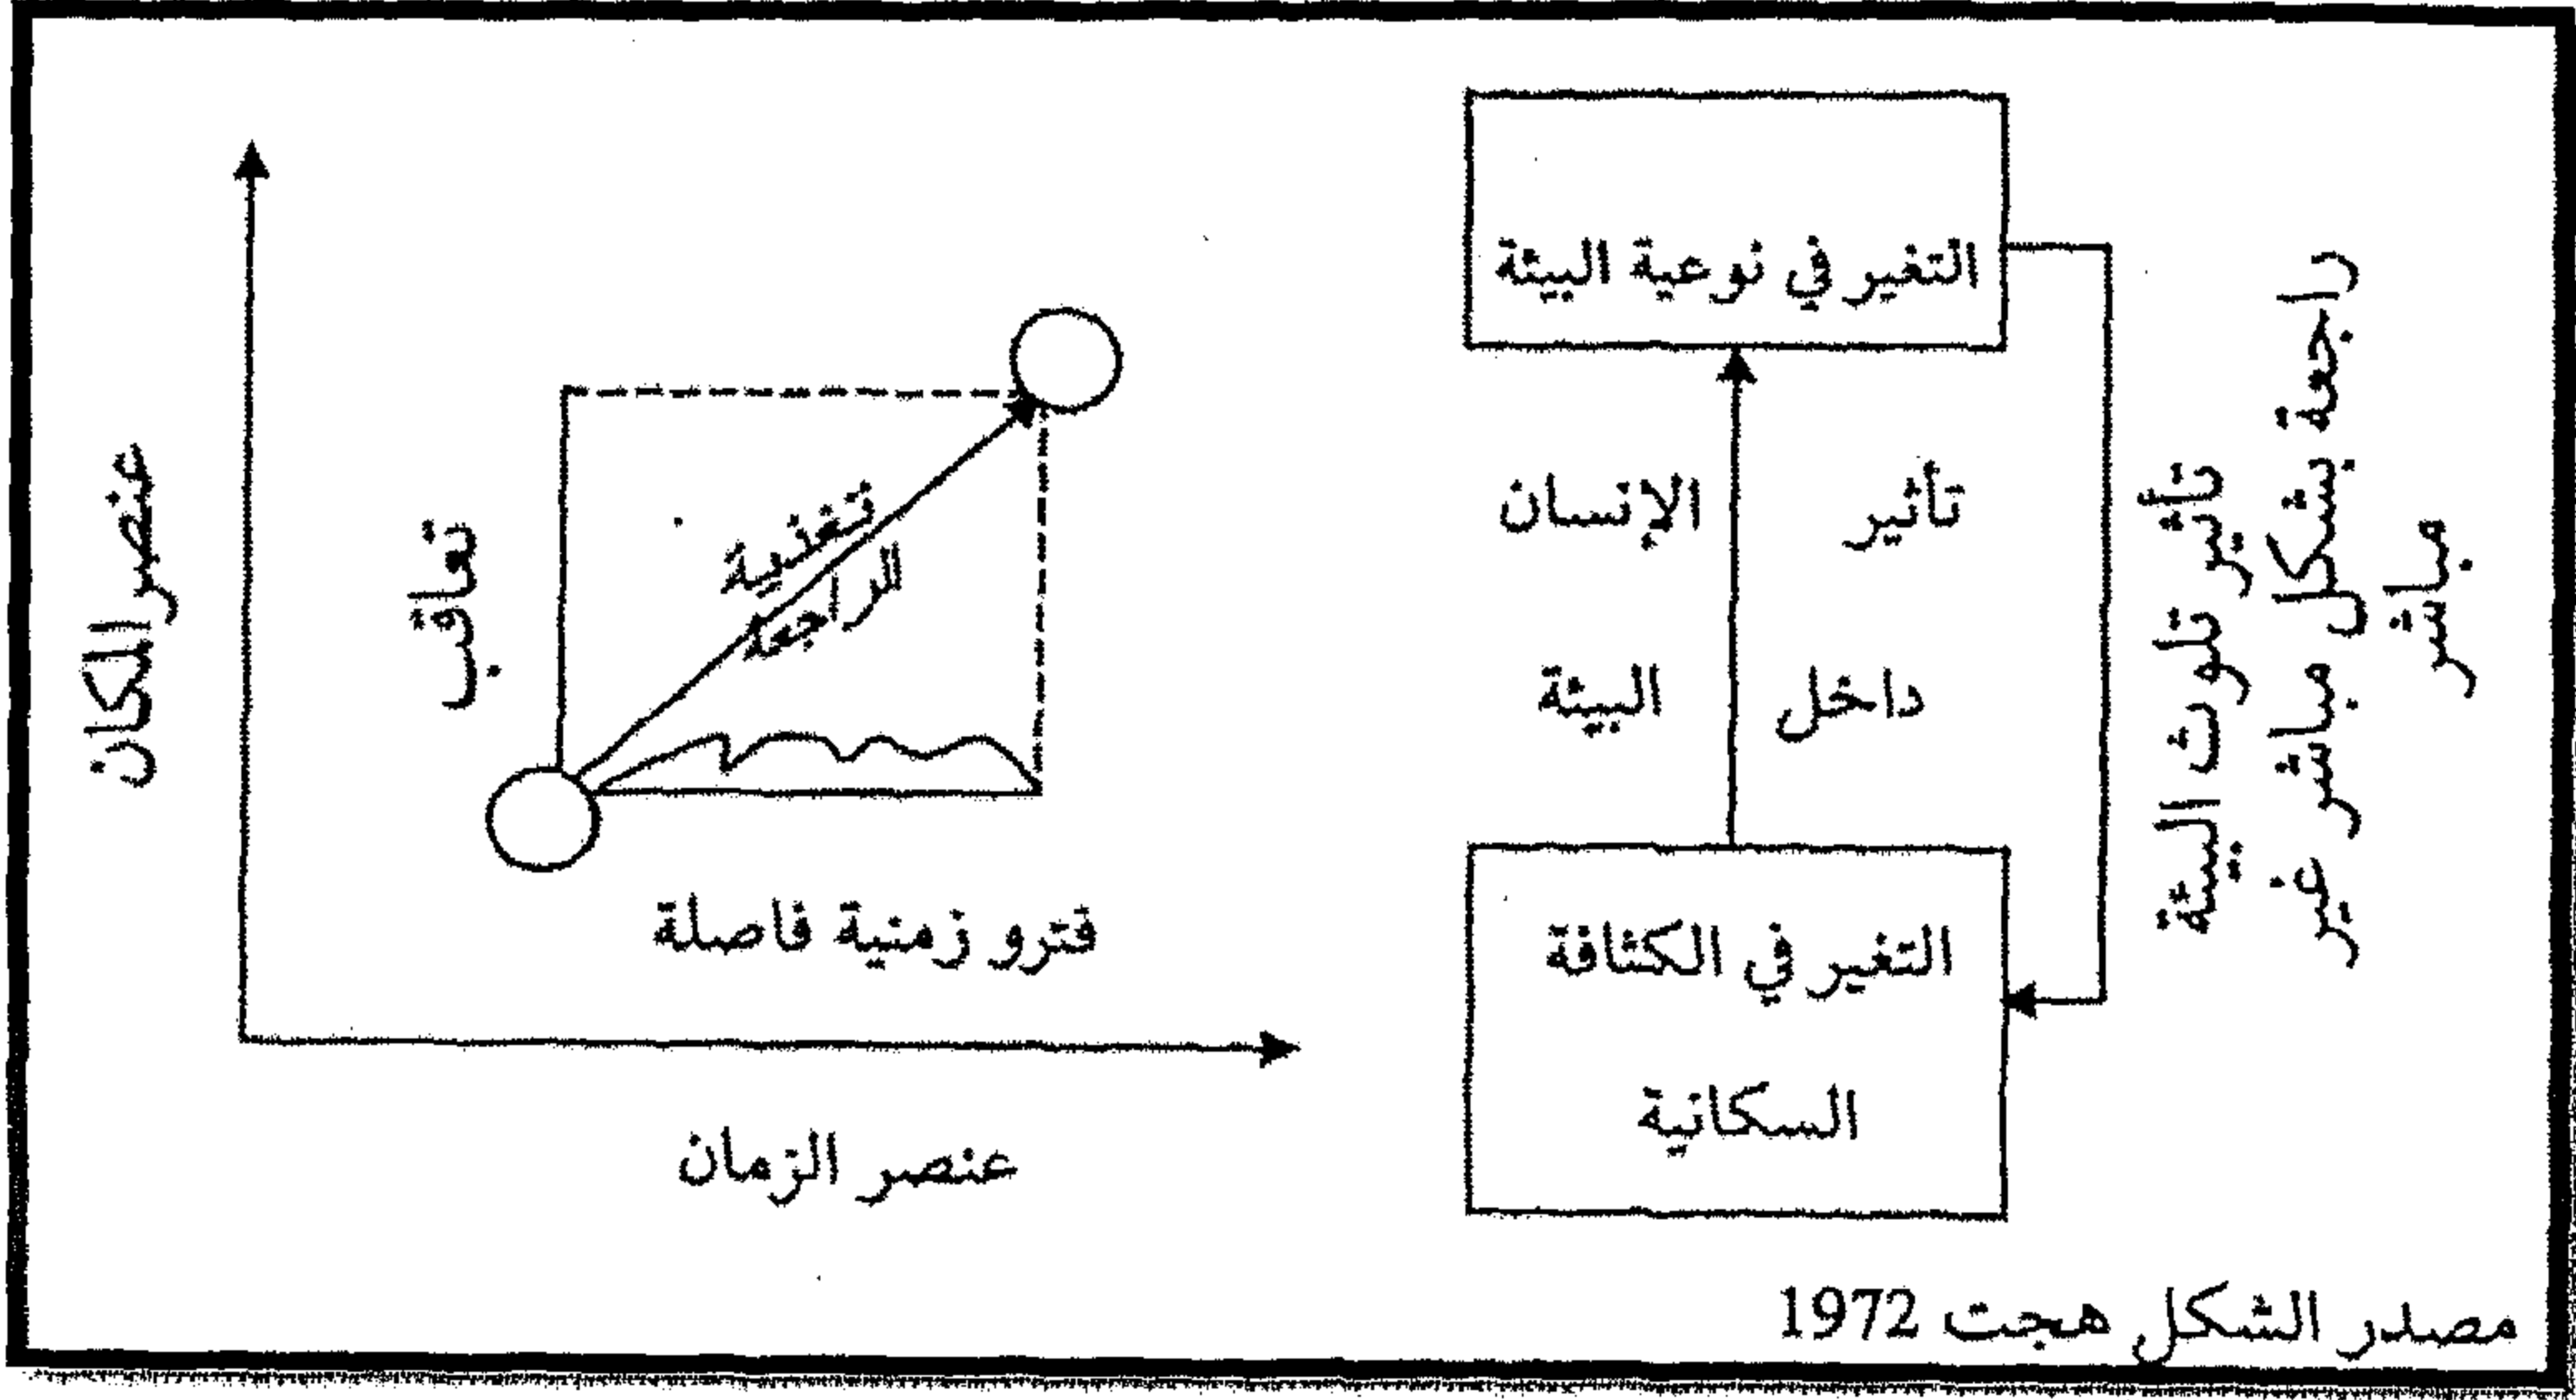 التغير في نوعية البيئة
تأثير الإنسان
داخل البيئة
التغير في الكثافة
السكانية
تأثير تلوث البيئة
راجعة بشكل مباشر غير
مباشر
عنصر المكان
تعاقب
تغذية
الراجعة
فترو زمنية فاصلة
عنصر الزمان
مصدر الشكل هجت 1972